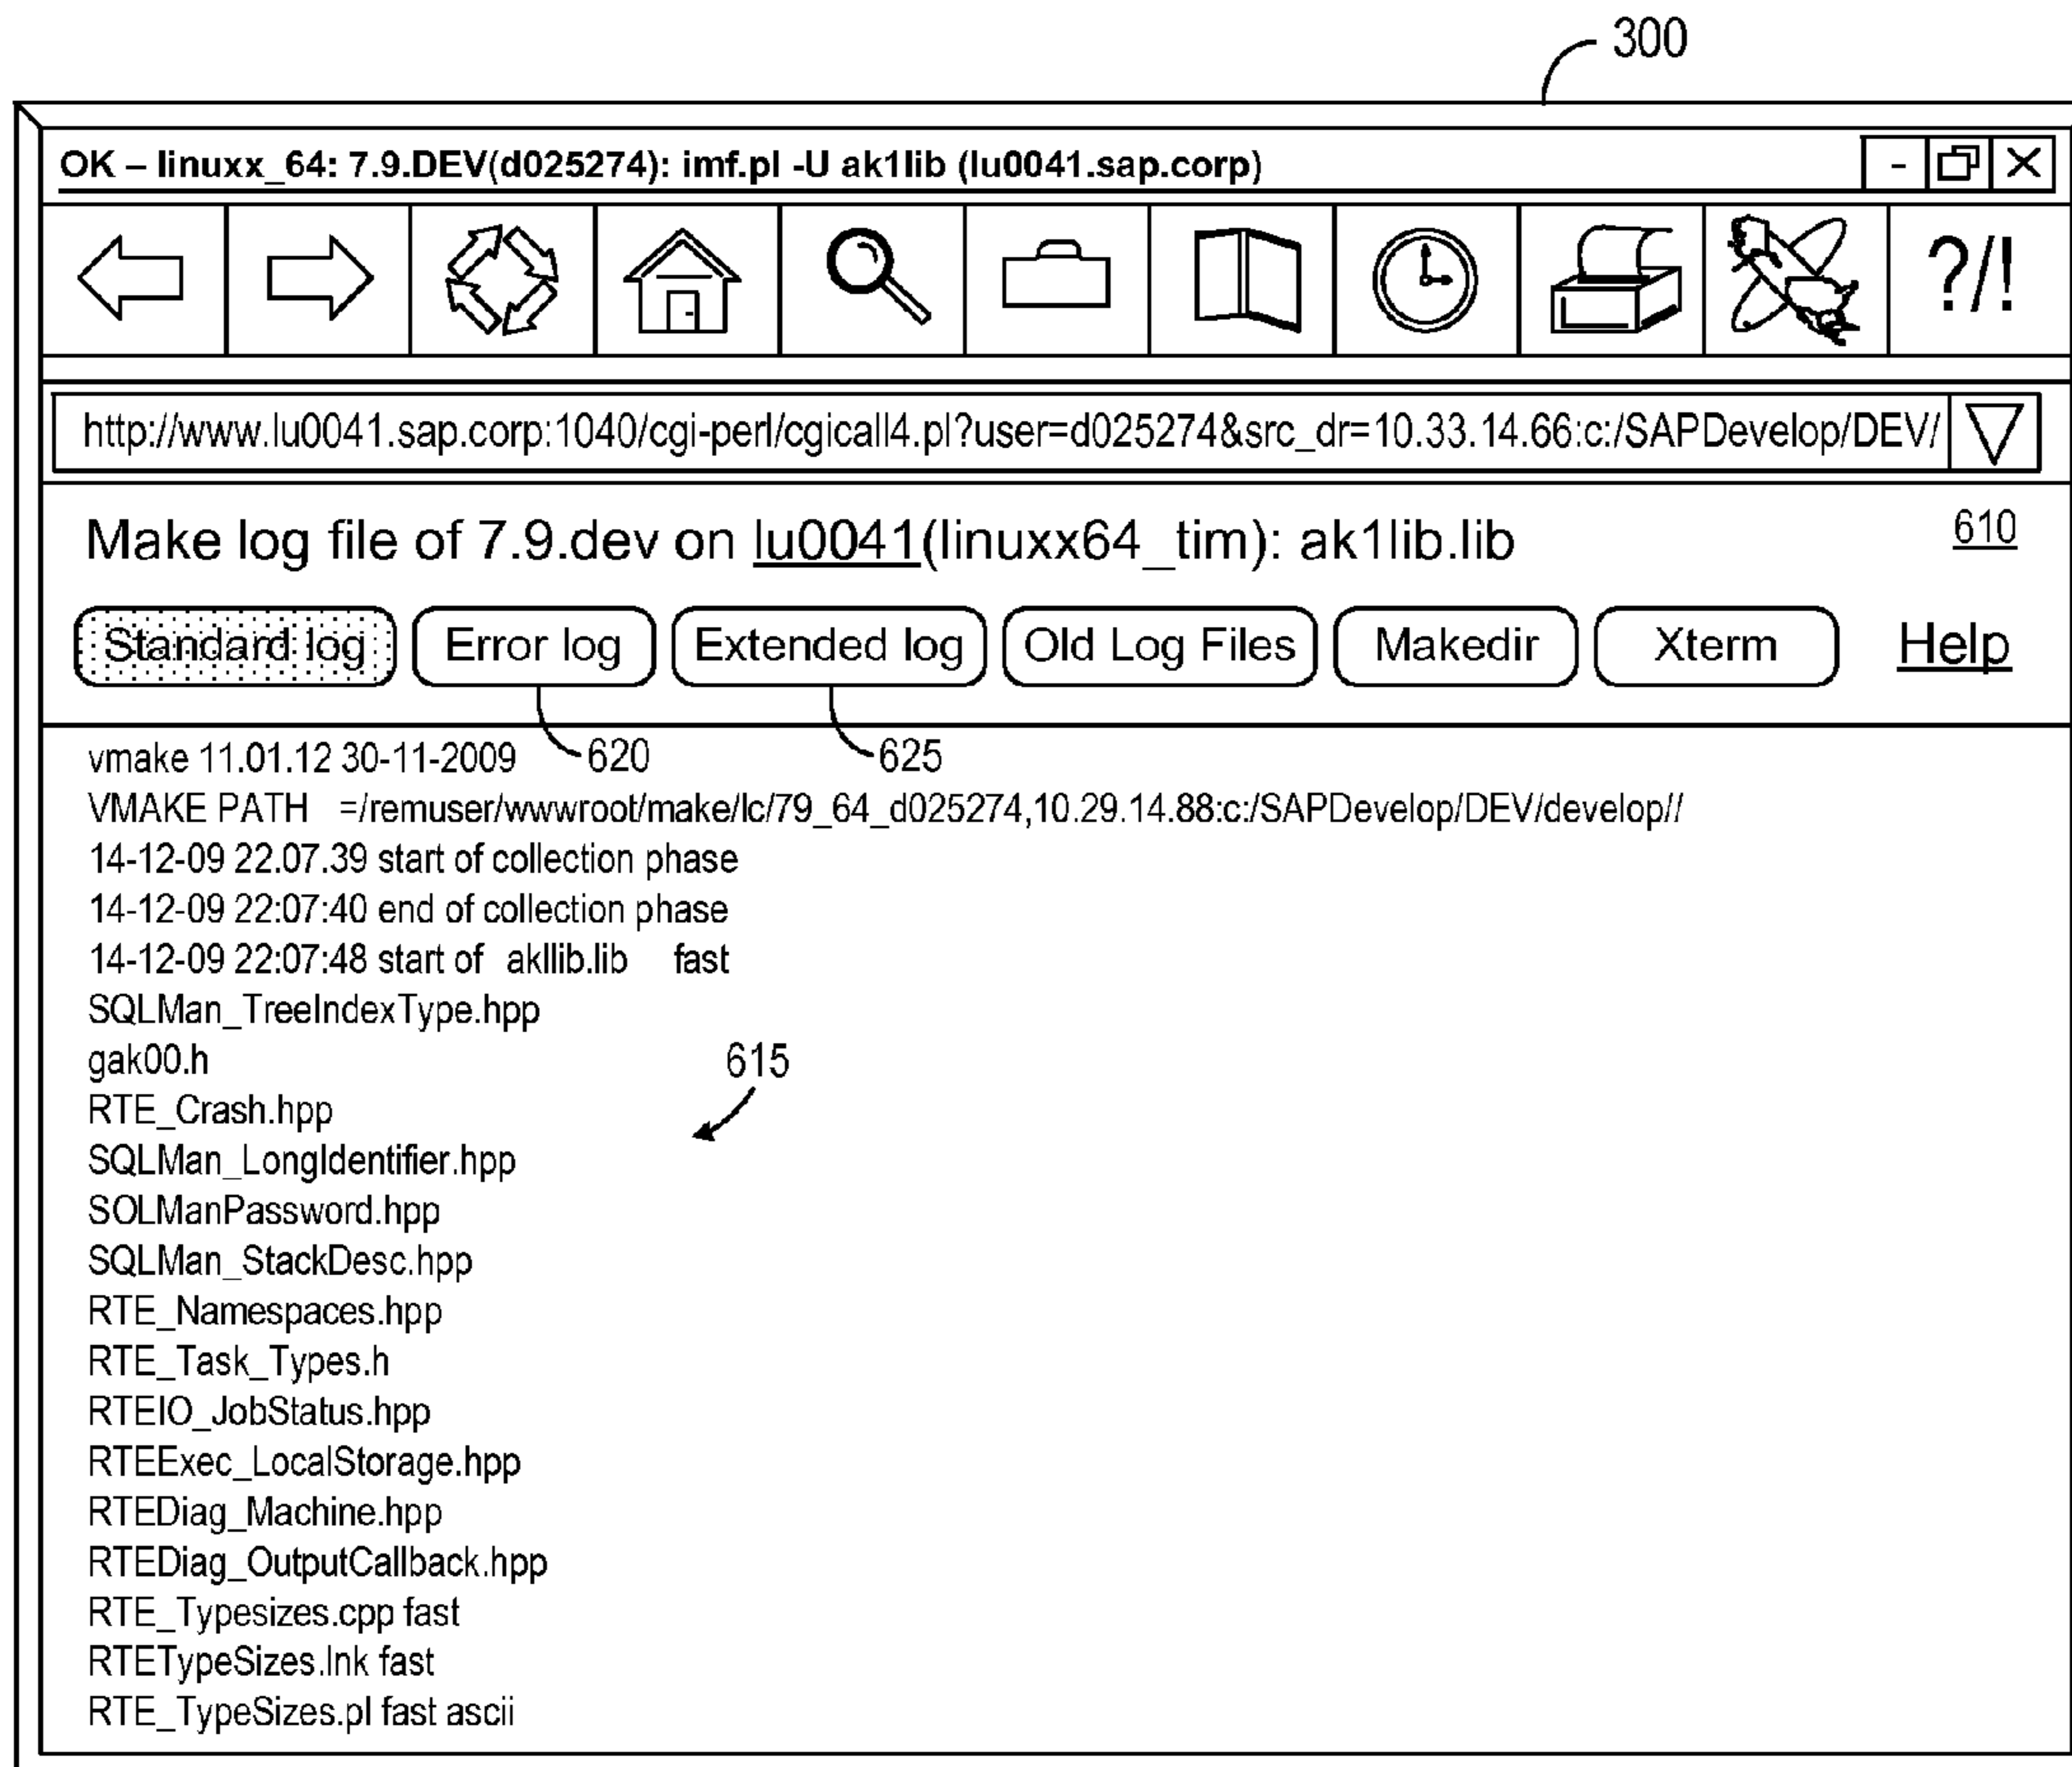 300
OK – linuxx_64: 7.9.DEV(d025274): imf.pl -U ak1lib (lu0041.sap.corp)
?/!
http://www.lu0041.sap.corp:1040/cgi-perl/cgicall4.pl?user=d025274&src_dr=10.33.14.66:c:/SAPDevelop/DEV/
Make log file of 7.9.dev on lu0041(linuxx64_tim): ak1lib.lib
610
Standard log Error log Extended log Old Log Files Makedir Xterm Help
vmake 11.01.12 30-11-2009 620 625
VMAKE PATH =/remuser/wwwroot/make/lc/79_64_d025274,10.29.14.88:c:/SAPDevelop/DEV/develop//
14-12-09 22.07.39 start of collection phase
14-12-09 22:07:40 end of collection phase
14-12-09 22:07:48 start of akllib.lib fast
SQLMan_TreeIndexType.hpp
gak00.h
615
RTE_Crash.hpp
SQLMan_LongIdentifier.hpp
SOLManPassword.hpp
SQLMan_StackDesc.hpp
RTE_Namespaces.hpp
RTE_Task_Types.h
RTEIO_JobStatus.hpp
RTEExec_LocalStorage.hpp
RTEDiag_Machine.hpp
RTEDiag_OutputCallback.hpp
RTE_Typesizes.cpp fast
RTETypeSizes.lnk fast
RTE_TypeSizes.pl fast ascii